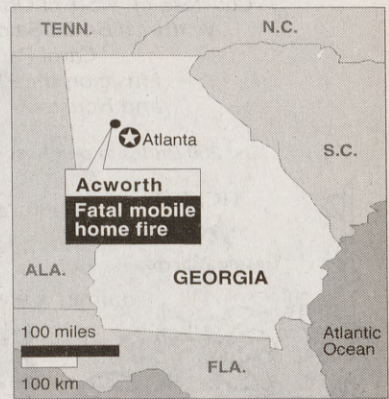 TENN.
N.C.
Atlanta
S.C.
Acworth
Fatal mobile
home fire
ALA.
GEORGIA
100 miles
100 km
Atlantic
Ocean
FLA.